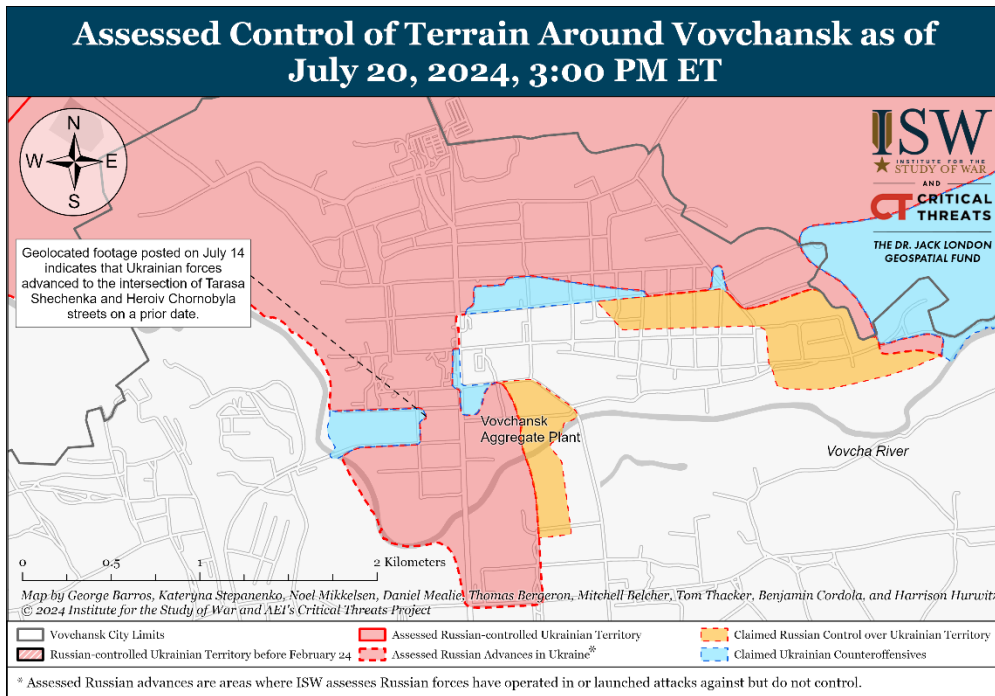 Assessed Control of Terrain Around Vovchansk as of
July 20, 2024, 3:00 PM ET
N
W
E
S
ISW
INSTITUTE FOR THE
STUDY OF WAR
AND
CT CRITICAL
THREATS
THE DR. JACK LONDON
GEOSPATIAL FUND
Geolocated footage posted on July 14
indicates that Ukrainian forces
advanced to the intersection of Tarasa
Shechenka and Heroiv Chornobyla
streets on a prior date.
Vovchansk
Aggregate Plant
Vovcha River
0 0.5 1 2 Kilometers
Map by George Barros, Kateryna Stepanenko, Noel Mikkelsen, Daniel Mealie, Thomas Bergeron, Mitchell Belcher, Tom Thacker, Benjamin Cordola, and Harrison Hurwitz
© 2024 Institute for the Study of War and AEI's Critical Threats Project
Vovchansk City Limits
Assessed Russian-controlled Ukrainian Territory
Claimed Russian Control over Ukrainian Territory
Russian-controlled Ukrainian Territory before February 24
Assessed Russian Advances in Ukraine*
Claimed Ukrainian Counteroffensives
* Assessed Russian advances are areas where ISW assesses Russian forces have operated in or launched attacks against but do not control.